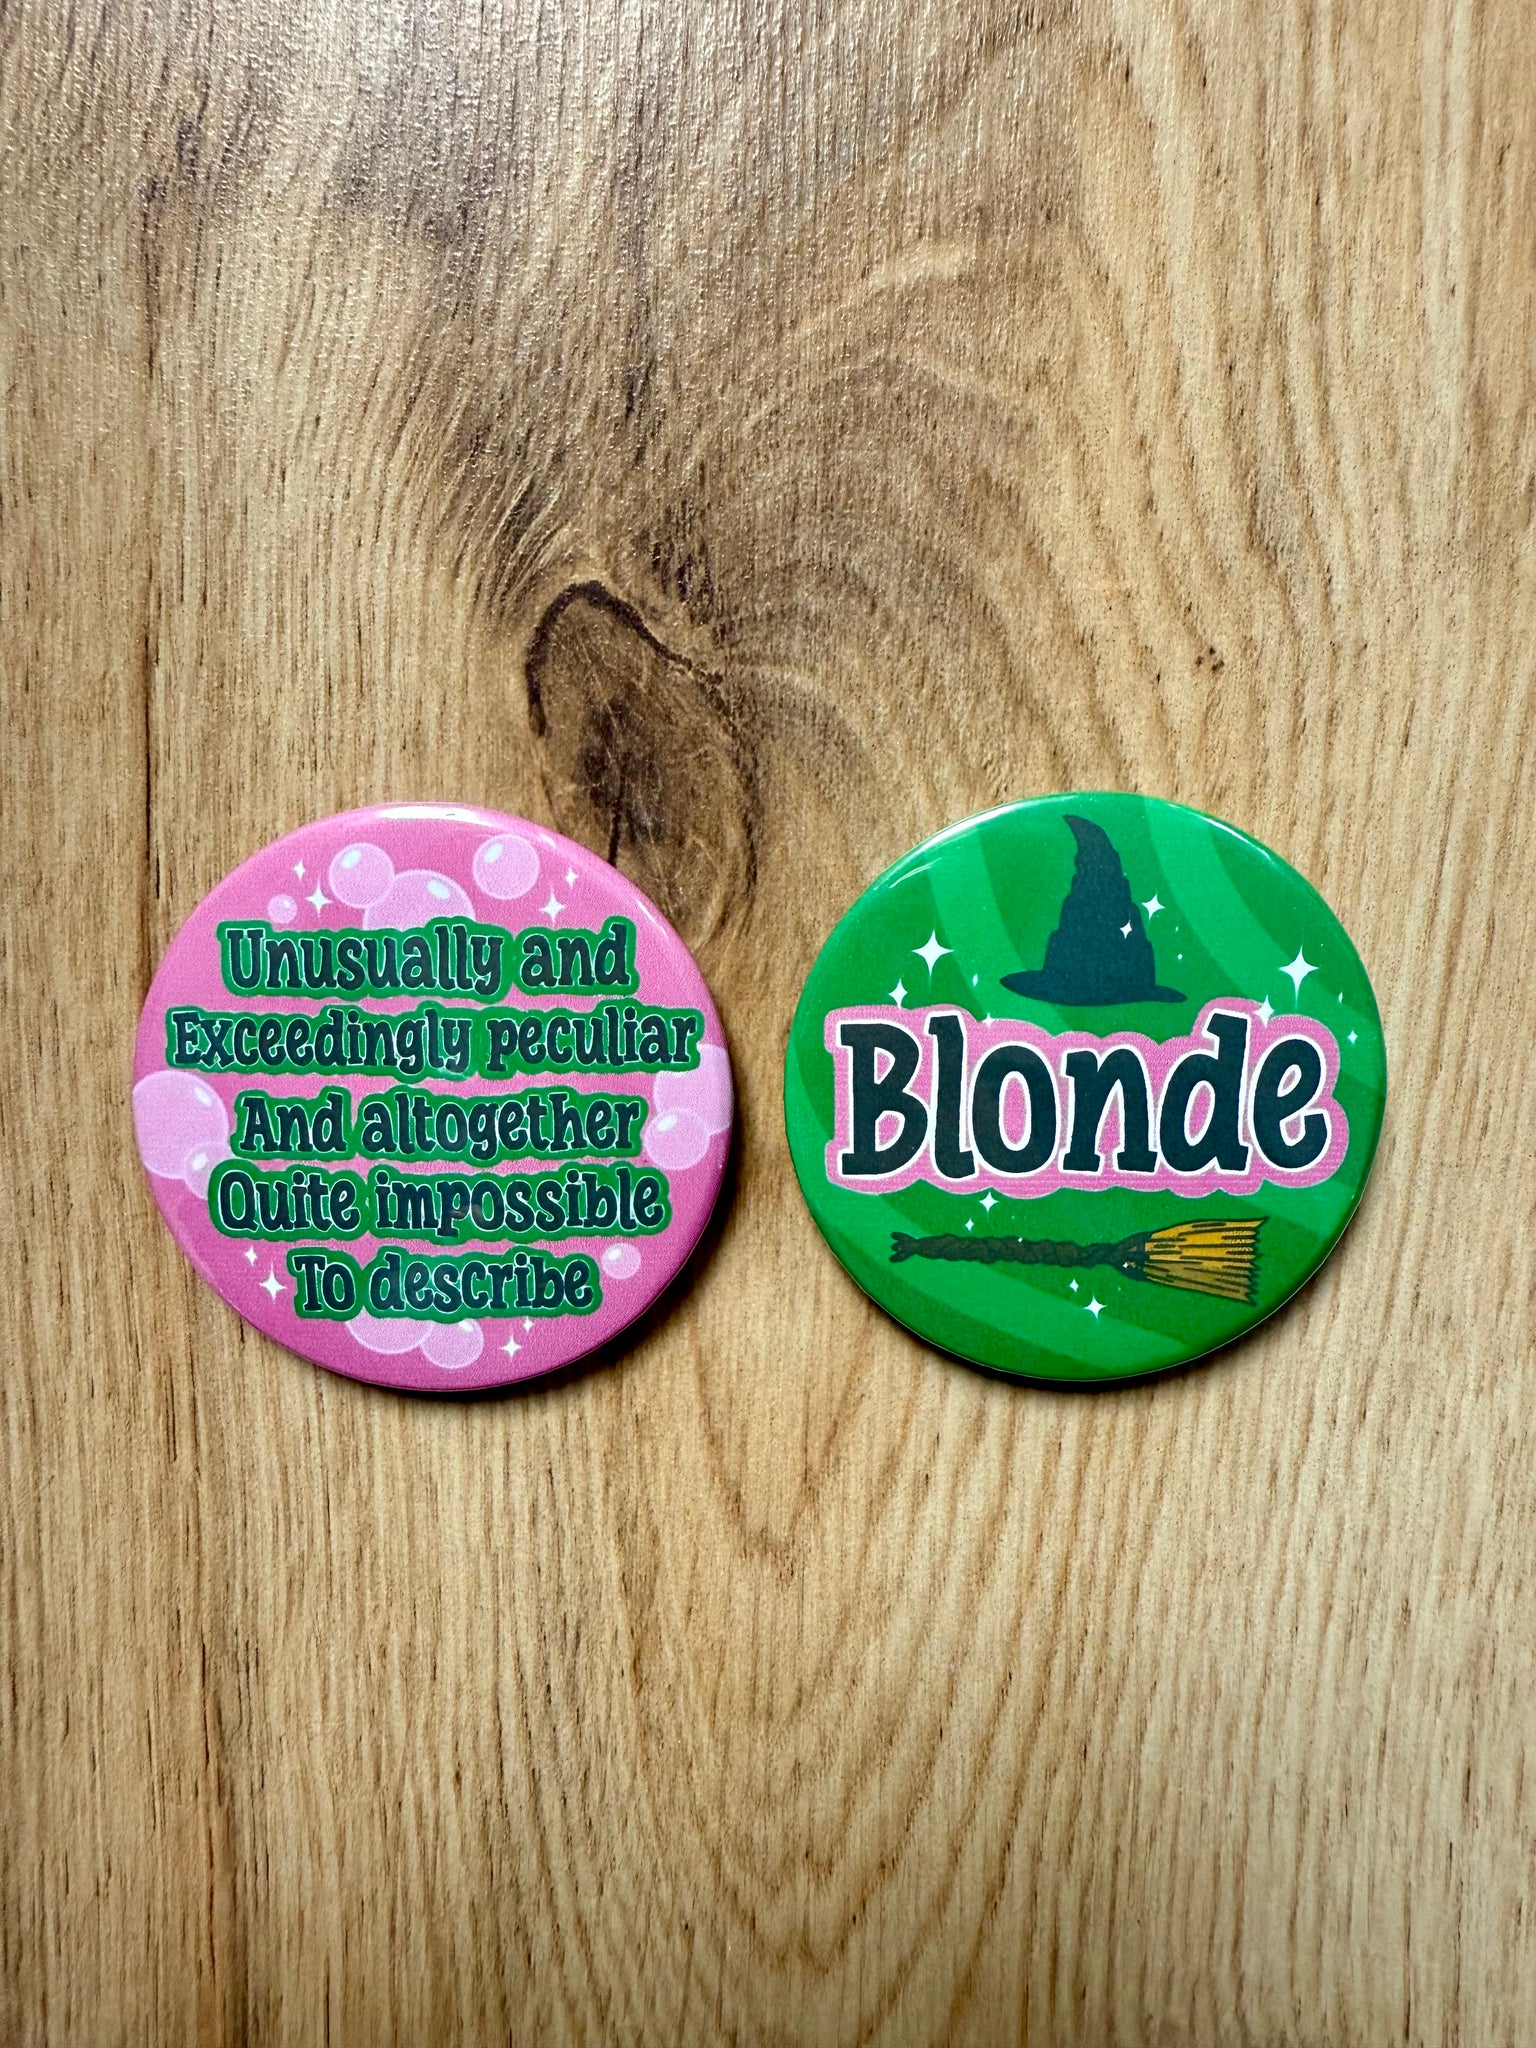 Unusually and
Exceedingly peculiar
And altogether
Quite impossible
To describe
Blonde